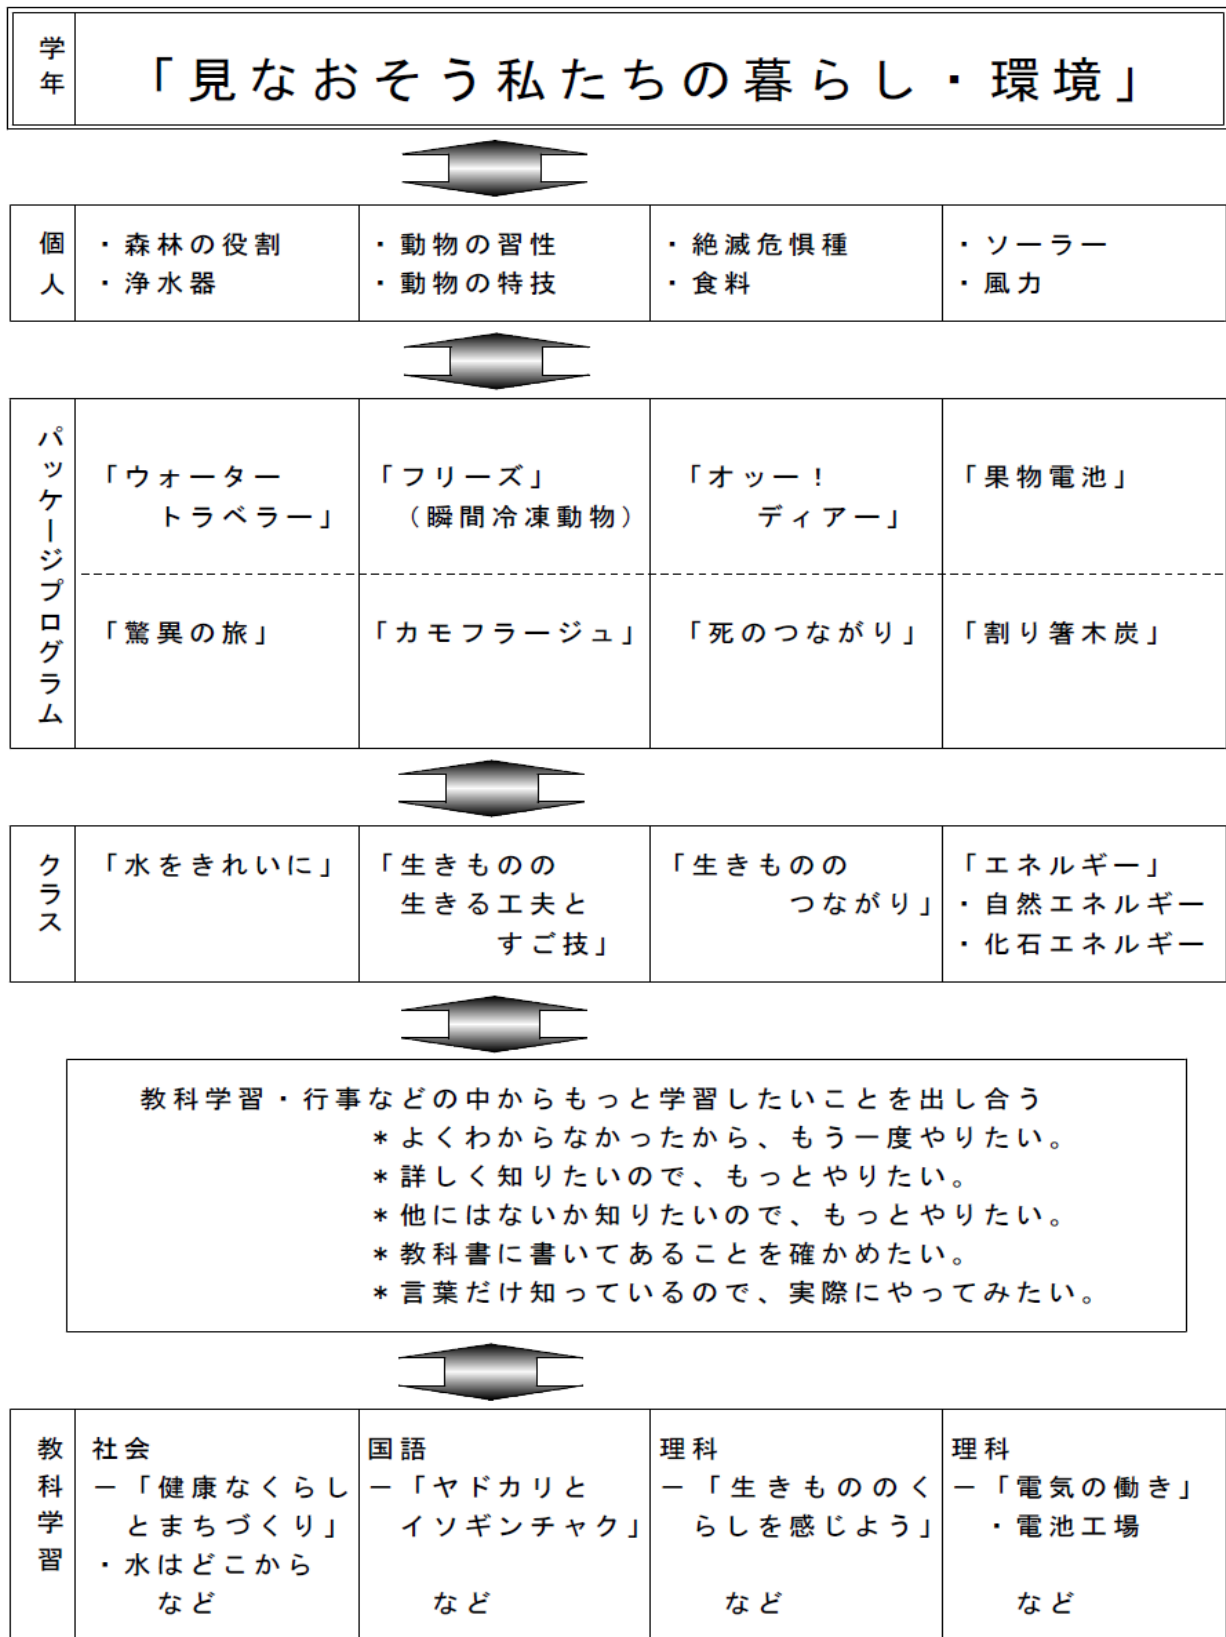 学年
「見なおそう私たちの暮らし・環境」
個人
・森林の役割
・浄水器
・動物の習性
・動物の特技
・絶滅危惧種
・食料
・ソーラー
・風力
パッケージプログラム
「ウォーター
トラベラー」
「フリーズ」
（瞬間冷凍動物）
「オッー！
ディアー」
「果物電池」
「驚異の旅」
「カモフラージュ」
「死のつながり」
「割り箸木炭」
クラス
「水をきれいに」
「生きものの
生きる工夫と
すご技」
「生きものの
つながり」
「エネルギー」
・自然エネルギー
・化石エネルギー
教科学習・行事などの中からもっと学習したいことを出し合う
＊よくわからなかったから、もう一度やりたい。
＊詳しく知りたいので、もっとやりたい。
＊他にはないか知りたいので、もっとやりたい。
＊教科書に書いてあることを確かめたい。
＊言葉だけ知っているので、実際にやってみたい。
教科学習
社会
－「健康なくらし
とまちづくり」
・水はどこから
など
国語
－「ヤドカリと
イソギンチャク」
など
理科
－「生きもののく
らしを感じよう」
など
理科
－「電気の働き」
・電池工場
など